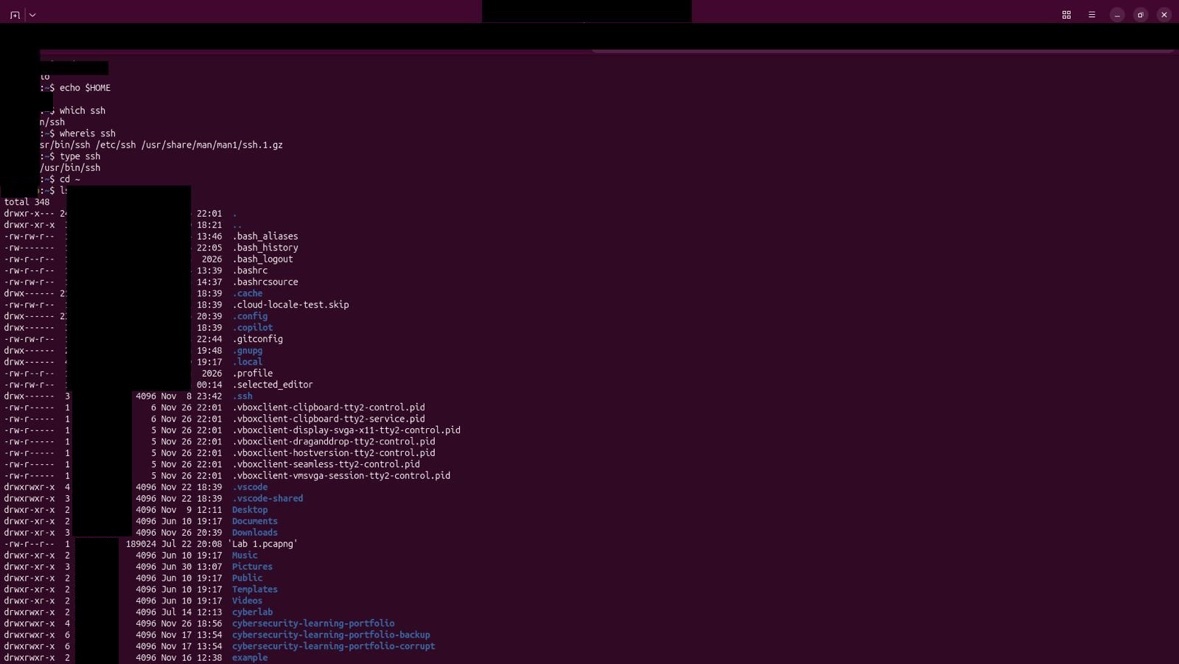 :~$ echo $HOME
$ which ssh
n/ssh
:~$ whereis ssh
sr/bin/ssh /etc/ssh /usr/share/man/man1/ssh.1.gz
:~$ type ssh
/usr/bin/ssh
:~$ cd ~
:~$ ls
total 348
drwxr-x--- 24 22:01 .
drwxr-xr-x 18:21 ..
-rw-rw-r-- 13:46 .bash_aliases
-rw------- 22:05 .bash_history
-rw-r--r-- 2026 .bash_logout
-rw-r--r-- 13:39 .bashrc
-rw-rw-r-- 14:37 .bashrcsource
drwx------ 18:39 .cache
-rw-rw-r-- 18:39 .cloud-locale-test.skip
drwx------ 20:39 .config
drwx------ 18:39 .copilot
-rw-rw-r-- 22:44 .gitconfig
drwx------ 19:48 .gnupg
drwx------ 19:17 .local
-rw-r--r-- 2026 .profile
-rw-rw-r-- 00:14 .selected_editor
drwx------ 3 4096 Nov 8 23:42 .ssh
-rw-r----- 1 6 Nov 26 22:01 .vboxclient-clipboard-tty2-control.pid
-rw-r----- 1 6 Nov 26 22:01 .vboxclient-clipboard-tty2-service.pid
-rw-r----- 1 5 Nov 26 22:01 .vboxclient-display-svga-x11-tty2-control.pid
-rw-r----- 1 5 Nov 26 22:01 .vboxclient-draganddrop-tty2-control.pid
-rw-r----- 1 5 Nov 26 22:01 .vboxclient-hostversion-tty2-control.pid
-rw-r----- 1 5 Nov 26 22:01 .vboxclient-seamless-tty2-control.pid
-rw-r----- 1 5 Nov 26 22:01 .vboxclient-vmsvga-session-tty2-control.pid
drwxrwxr-x 4 4096 Nov 22 18:39 .vscode
drwxrwxr-x 3 4096 Nov 22 18:39 .vscode-shared
drwxr-xr-x 2 4096 Nov 9 12:11 Desktop
drwxr-xr-x 2 4096 Jun 10 19:17 Documents
drwxr-xr-x 3 4096 Nov 26 20:39 Downloads
-rw-r--r-- 1 189024 Jul 22 20:08 'Lab 1.pcapng'
drwxr-xr-x 2 4096 Jun 10 19:17 Music
drwxr-xr-x 3 4096 Jun 30 13:07 Pictures
drwxr-xr-x 2 4096 Jun 10 19:17 Public
drwxr-xr-x 2 4096 Jun 10 19:17 Templates
drwxr-xr-x 2 4096 Jun 10 19:17 Videos
drwxrwxr-x 2 4096 Jul 14 12:13 cyberlab
drwxrwxr-x 4 4096 Nov 26 18:56 cybersecurity-learning-portfolio
drwxrwxr-x 6 4096 Nov 17 13:54 cybersecurity-learning-portfolio-backup
drwxrwxr-x 6 4096 Nov 17 13:54 cybersecurity-learning-portfolio-corrupt
drwxrwxr-x 2 4096 Nov 16 12:38 example